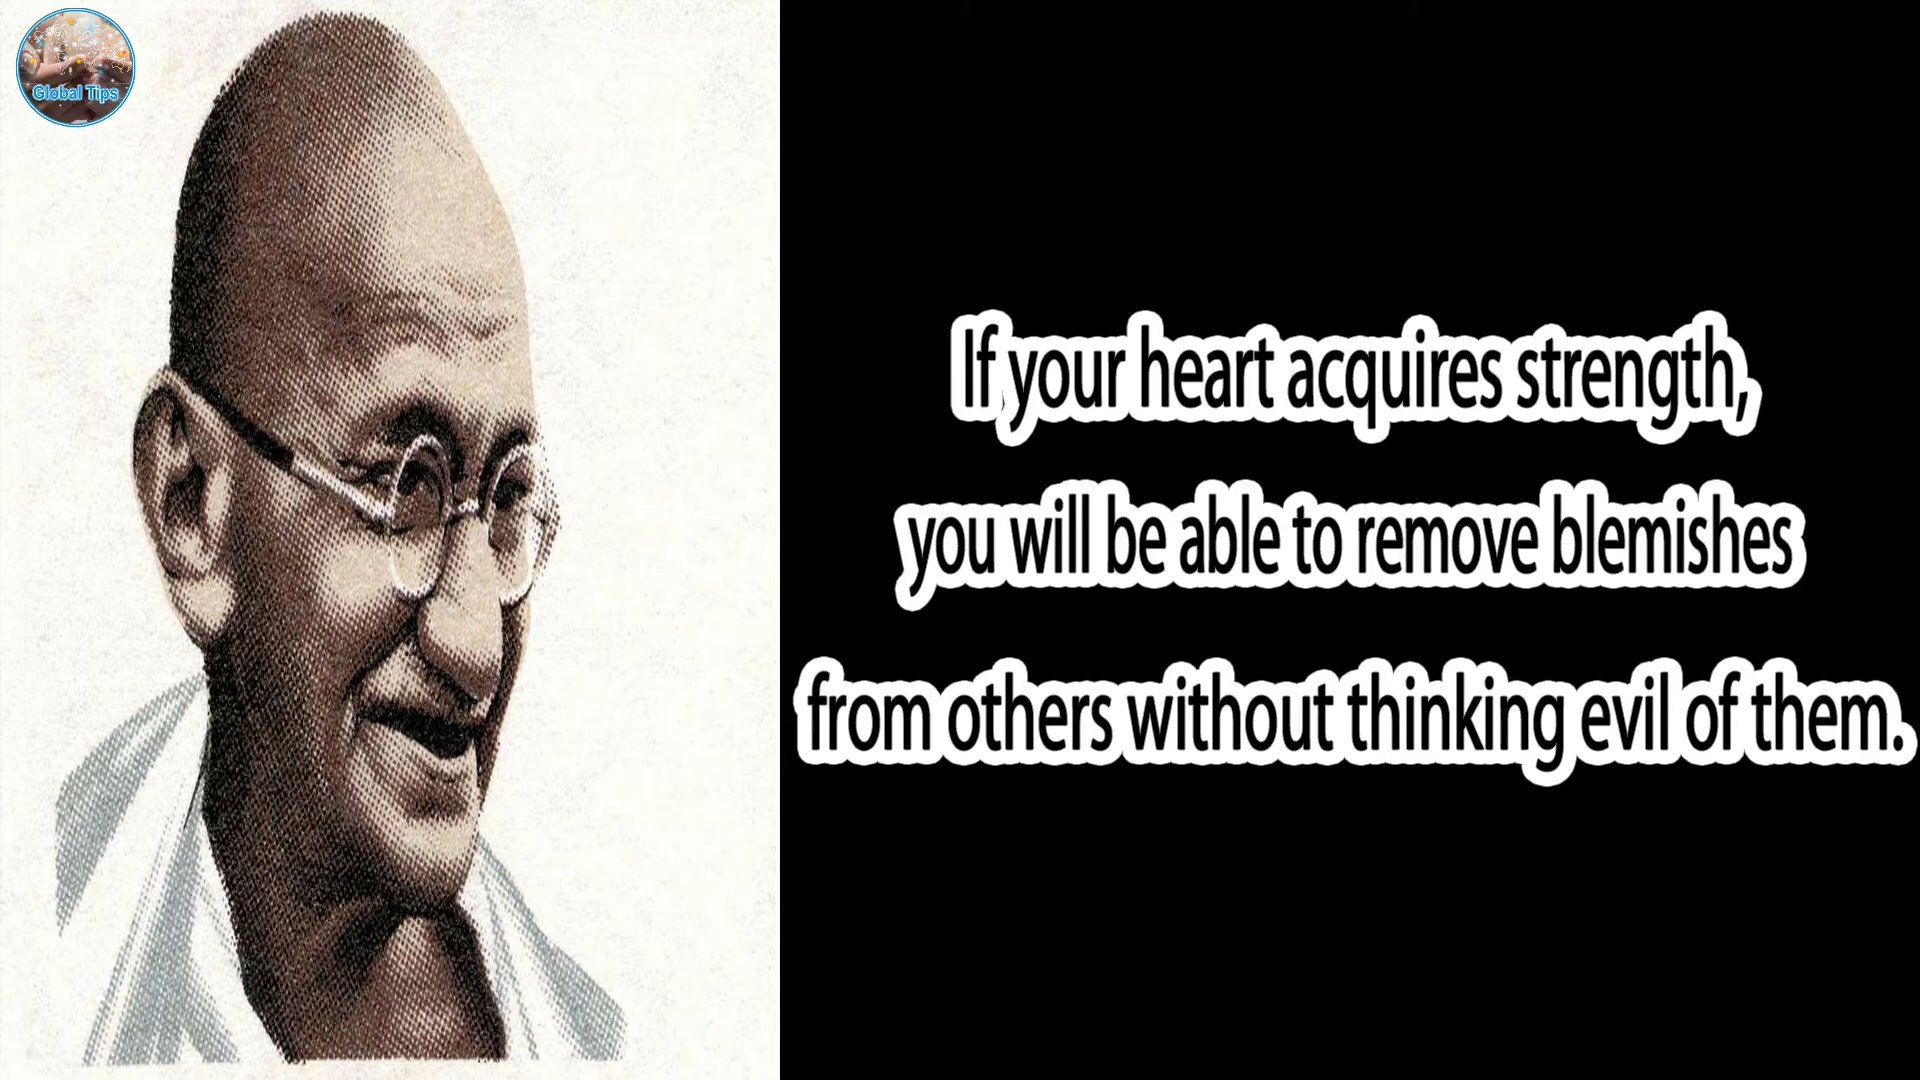 Global Tips
If your heart acquires strength,
you will be able to remove blemishes
from others without thinking evil of them.